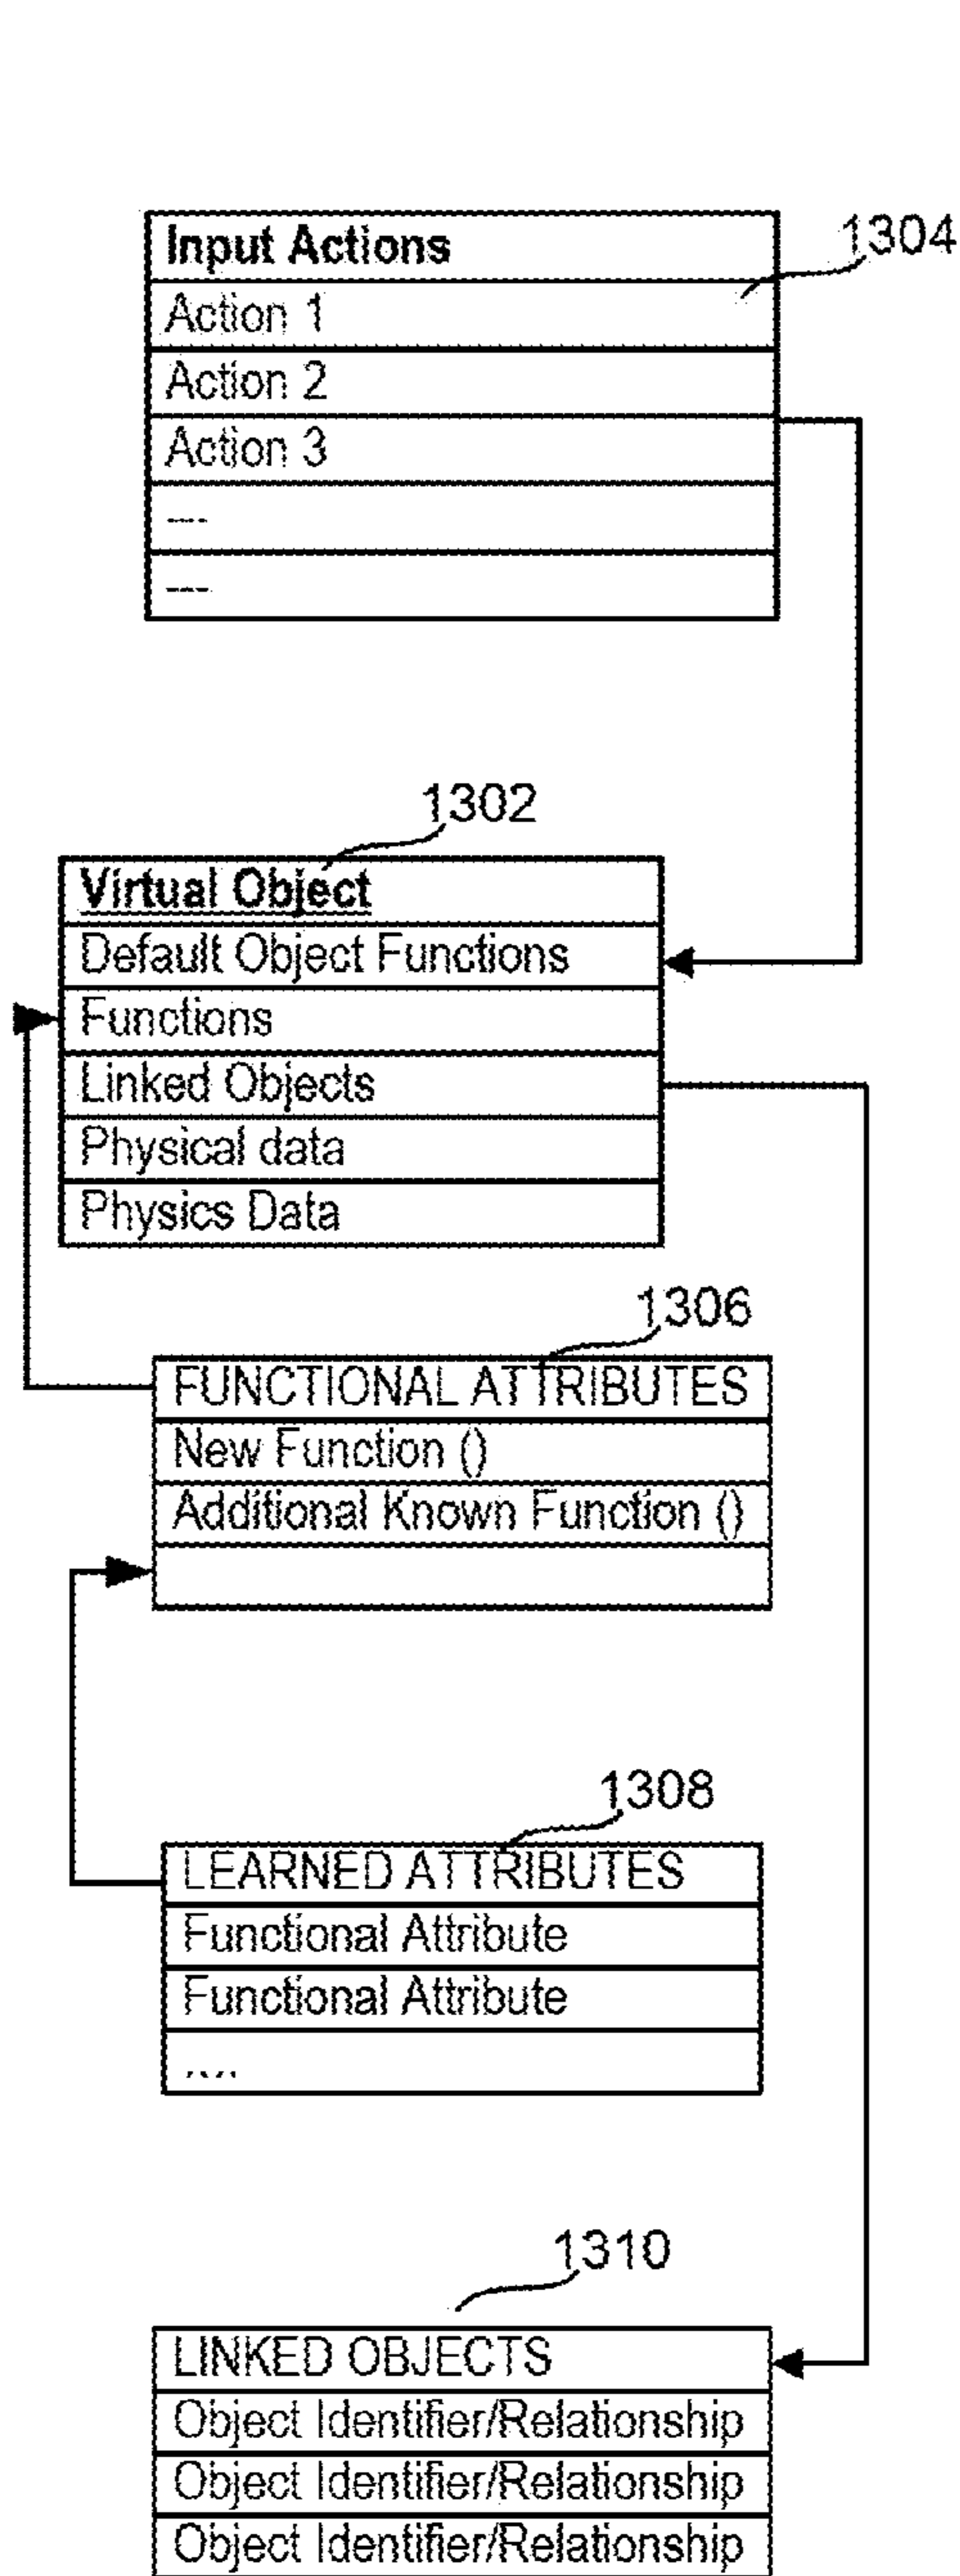 1304
Input Actions
Action 1
Action 2
Action 3
---
---
1302
Virtual Object
Default Object Functions
Functions
Linked Objects
Physical data
Physics Data
1306
FUNCTIONAL ATTRIBUTES
New Function ()
Additional Known Function ()
1308
LEARNED ATTRIBUTES
Functional Attribute
Functional Attribute
....
1310
LINKED OBJECTS
Object Identifier/Relationship
Object Identifier/Relationship
Object Identifier/Relationship